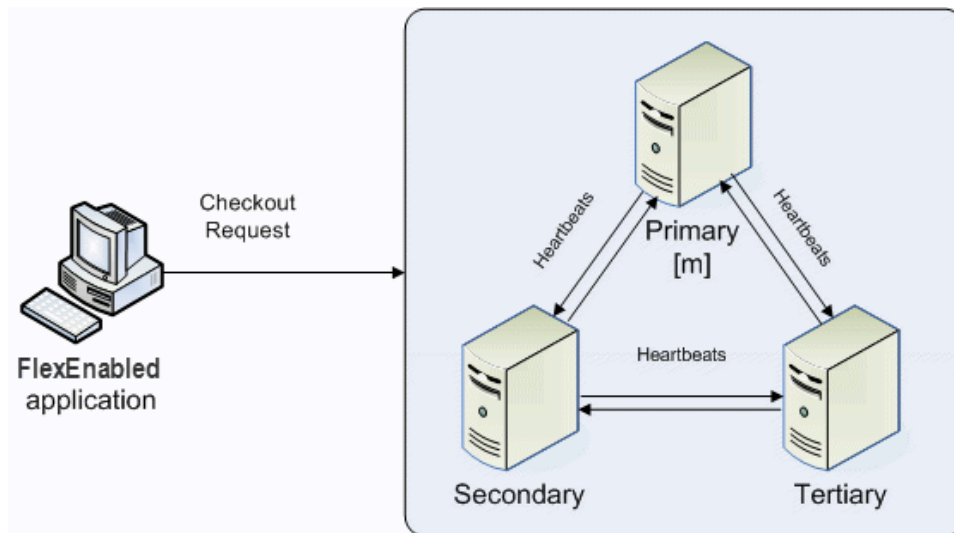 Checkout
Request
FlexEnabled
application
Heartbeats
Primary
[m]
Heartbeats
Heartbeats
Secondary
Tertiary